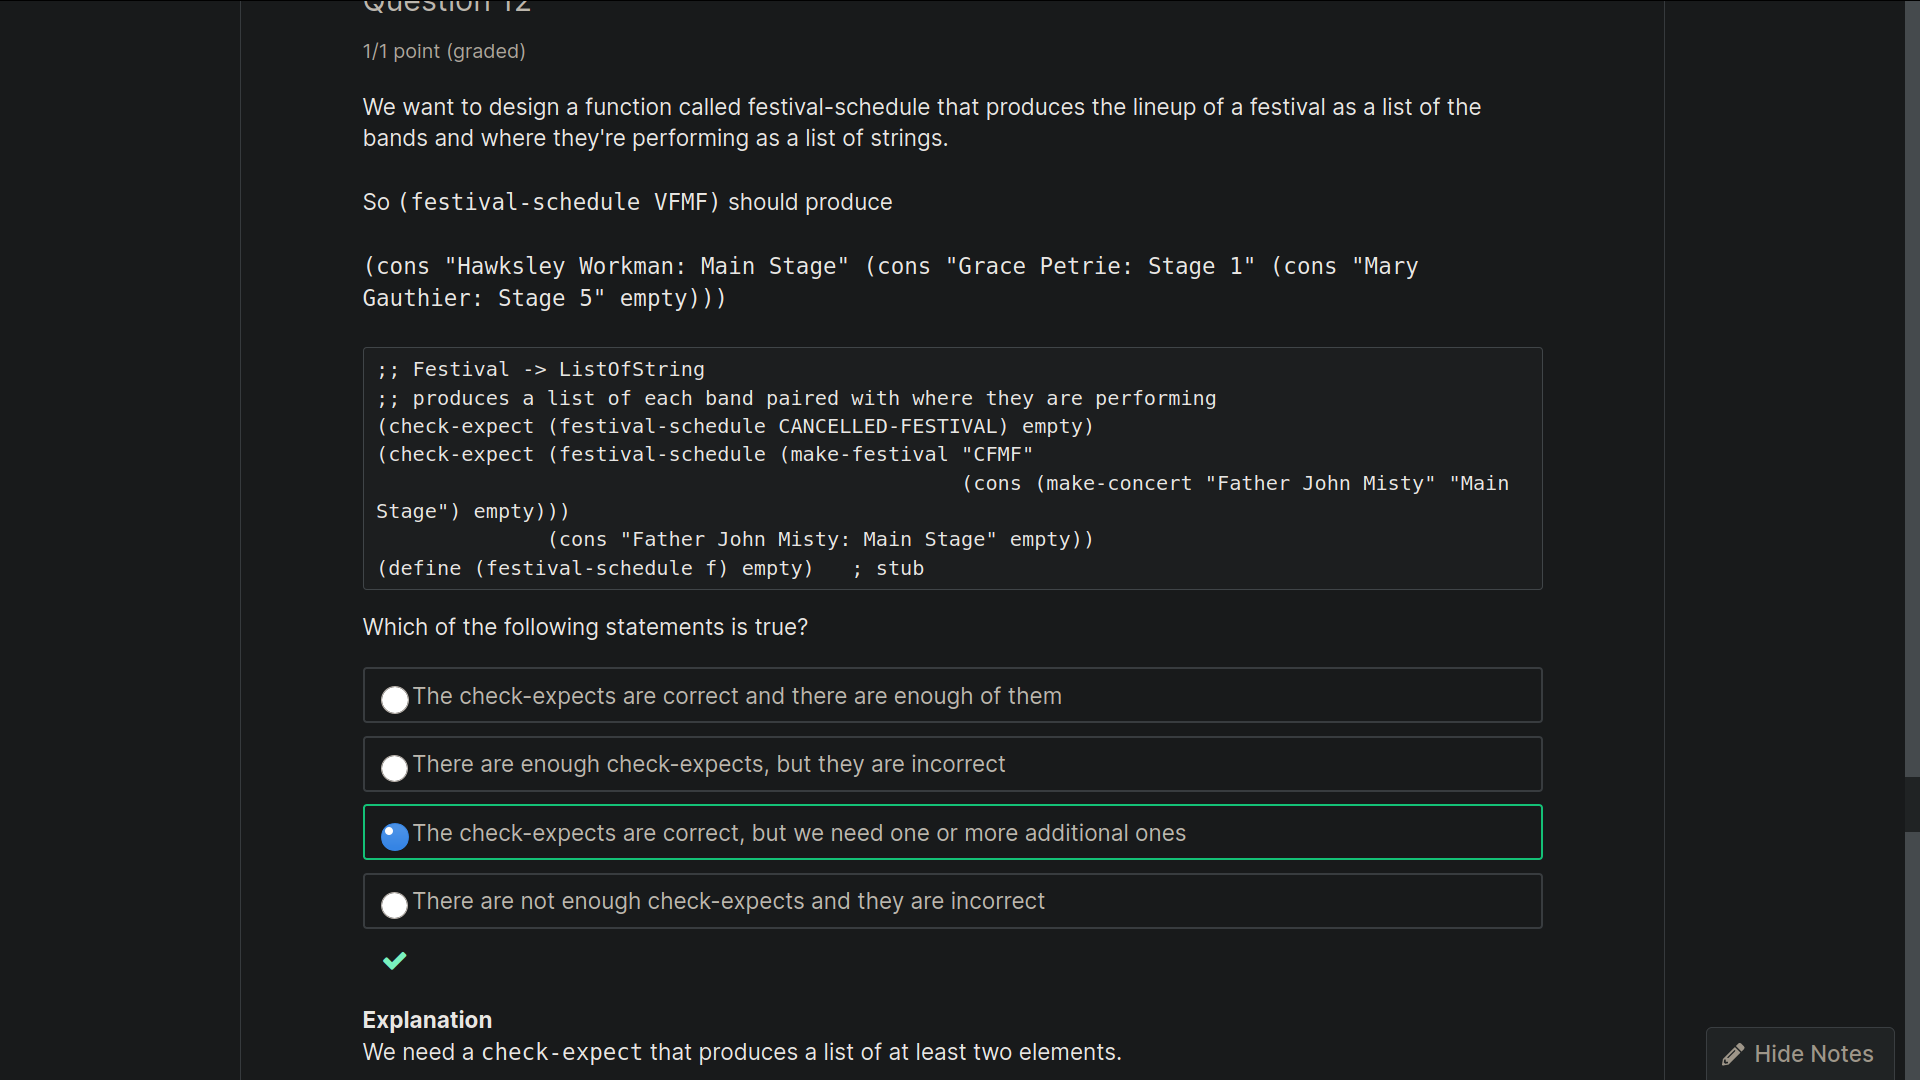 Question 12
1/1 point (graded)
We want to design a function called festival-schedule that produces the lineup of a festival as a list of the
bands and where they're performing as a list of strings.
So (festival-schedule VFMF) should produce
(cons "Hawksley Workman: Main Stage" (cons "Grace Petrie: Stage 1" (cons "Mary
Gauthier: Stage 5" empty)))
;; Festival -> ListOfString
;; produces a list of each band paired with where they are performing
(check-expect (festival-schedule CANCELLED-FESTIVAL) empty)
(check-expect (festival-schedule (make-festival "CFMF"
(cons (make-concert "Father John Misty" "Main
Stage") empty)))
(cons "Father John Misty: Main Stage" empty))
(define (festival-schedule f) empty)   ; stub
Which of the following statements is true?
The check-expects are correct and there are enough of them
There are enough check-expects, but they are incorrect
The check-expects are correct, but we need one or more additional ones
There are not enough check-expects and they are incorrect
Explanation
We need a check-expect that produces a list of at least two elements.
Hide Notes